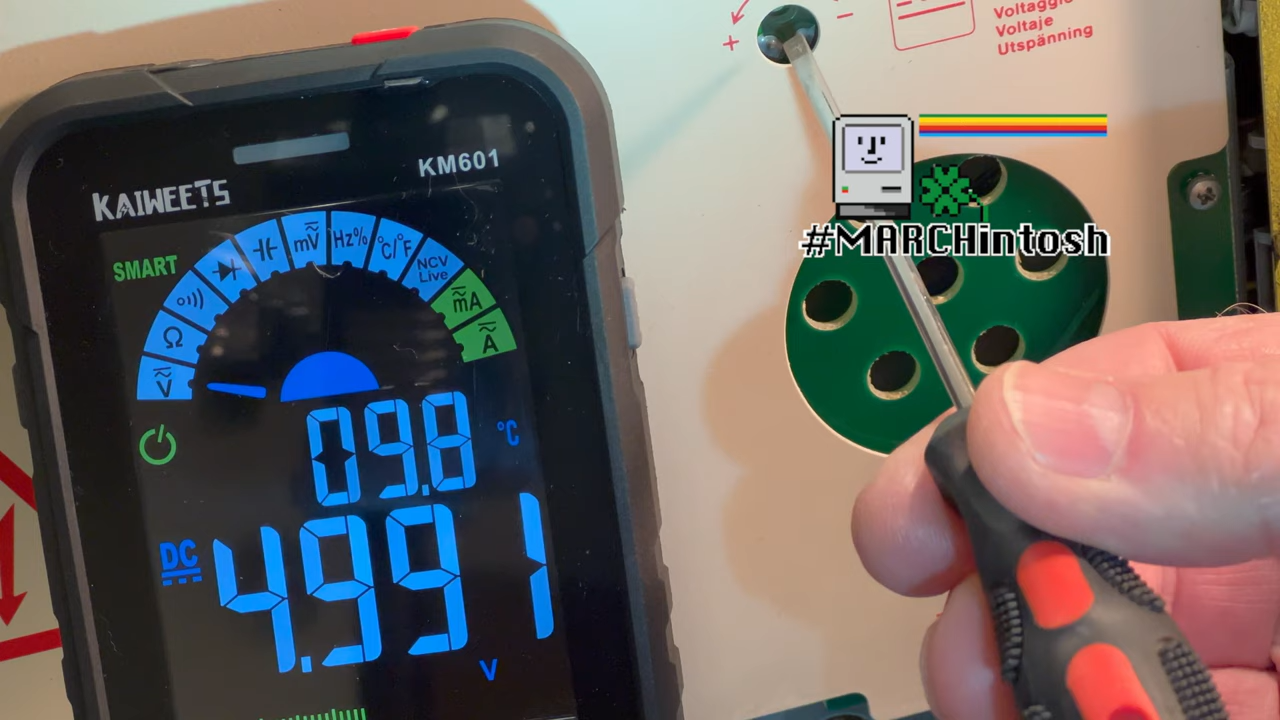 Voltaggio
Voltaje
Utspänning
+
−
KAIWEETS
KM601
SMART
mV
Hz%
°C/°F
NCV
Live
mA
A
Ω
V
09.8 °C
DC
4.991
V
#MARCHintosh